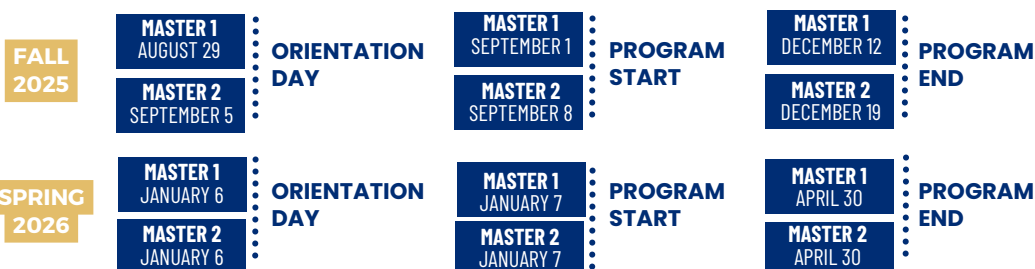 FALL
2025
MASTER 1
AUGUST 29
MASTER 2
SEPTEMBER 5
ORIENTATION
DAY
MASTER 1
SEPTEMBER 1
MASTER 2
SEPTEMBER 8
PROGRAM
START
MASTER 1
DECEMBER 12
MASTER 2
DECEMBER 19
PROGRAM
END
SPRING
2026
MASTER 1
JANUARY 6
MASTER 2
JANUARY 6
ORIENTATION
DAY
MASTER 1
JANUARY 7
MASTER 2
JANUARY 7
PROGRAM
START
MASTER 1
APRIL 30
MASTER 2
APRIL 30
PROGRAM
END